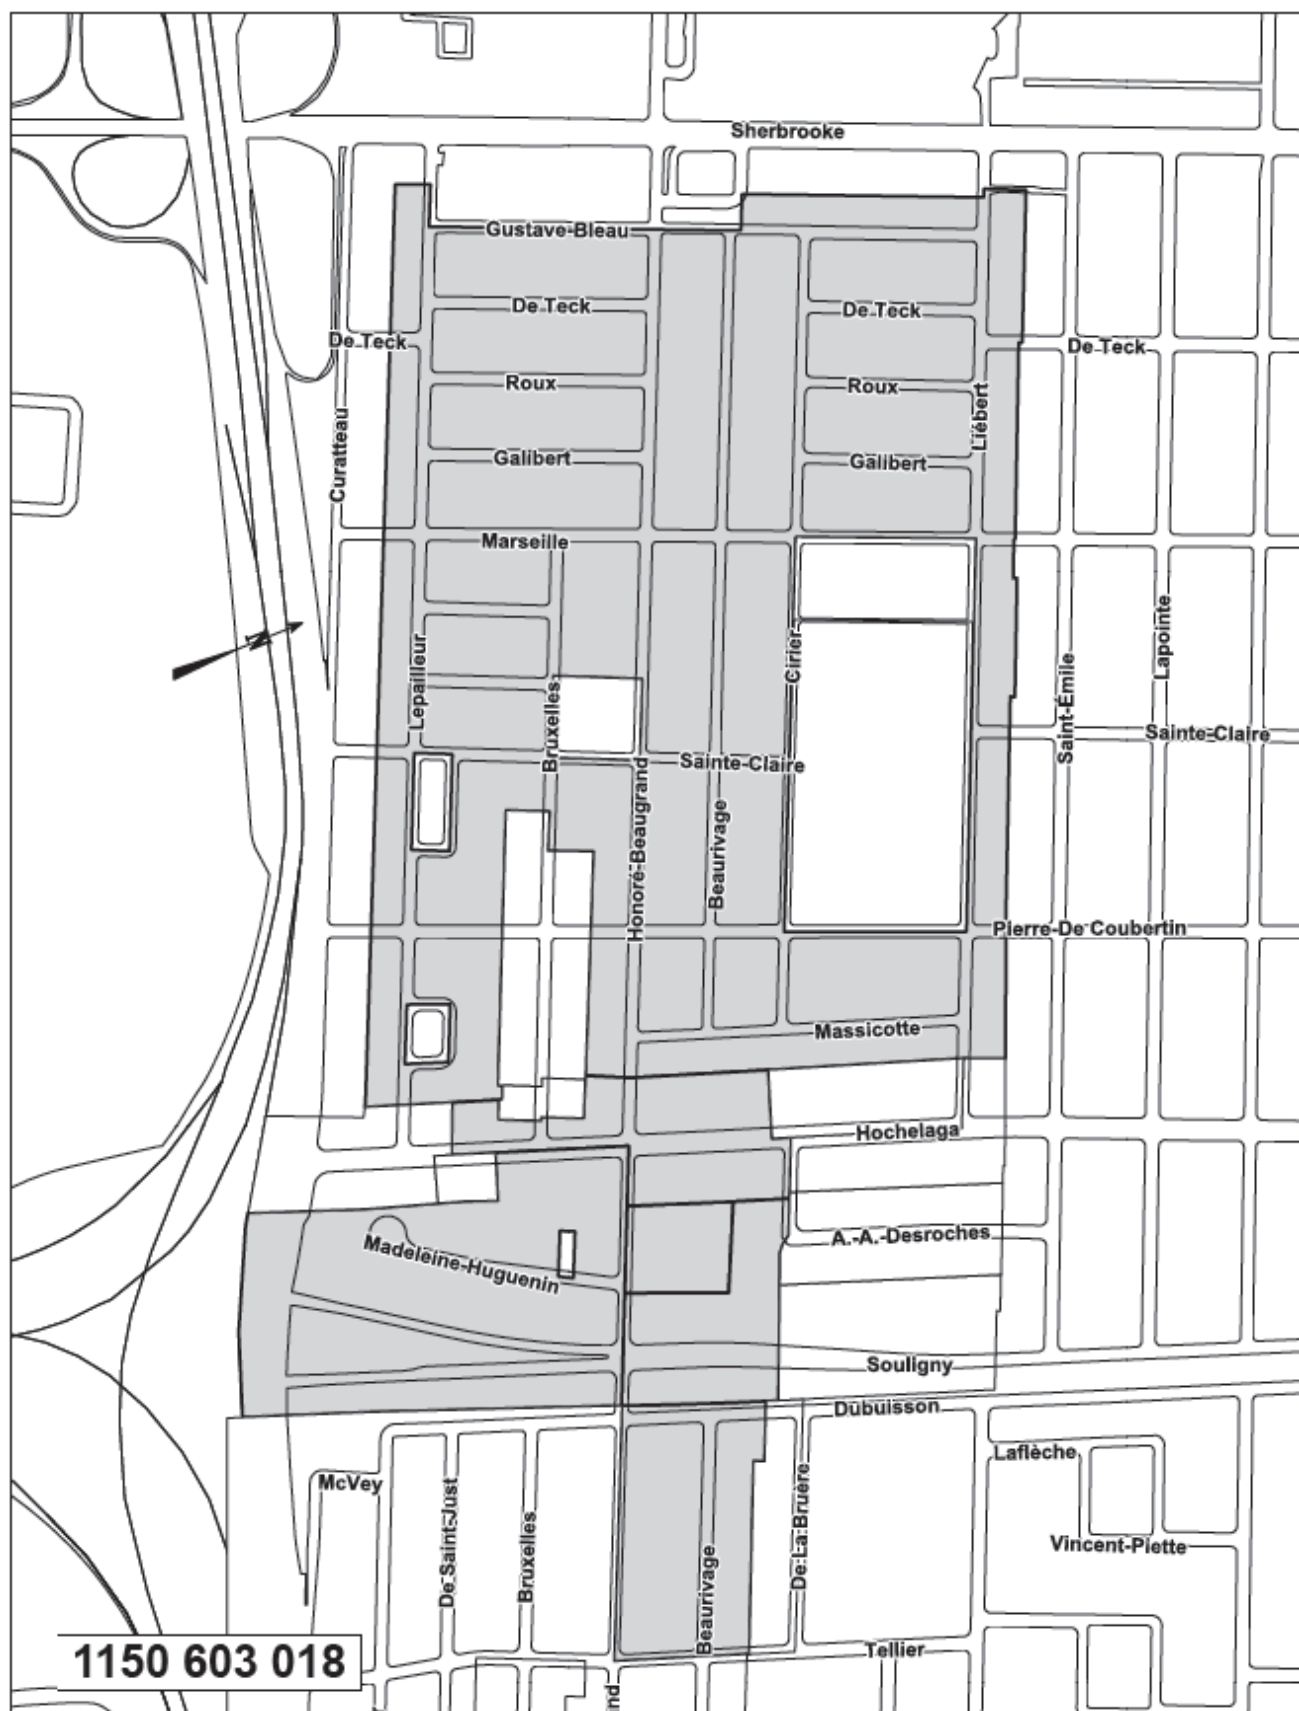 Sherbrooke
Gustave-Bleau
De Teck
De Teck
De Teck
De Teck
Roux
Roux
Liébert
Curatteau
Galibert
Galibert
Marseille
N
Lepailleur
Bruxelles
Cirier
Saint-Émile
Lapointe
Sainte-Claire
Sainte-Claire
Honoré-Beaugrand
Beaurivage
Pierre-De Coubertin
Massicotte
Hochelaga
A.-A.-Desroches
Madeleine-Huguenin
Souligny
Dubuisson
Laflèche
McVey
De Saint-Just
Bruxelles
Beaurivage
De La Bruère
Vincent-Piette
Tellier
1150 603 018
nd